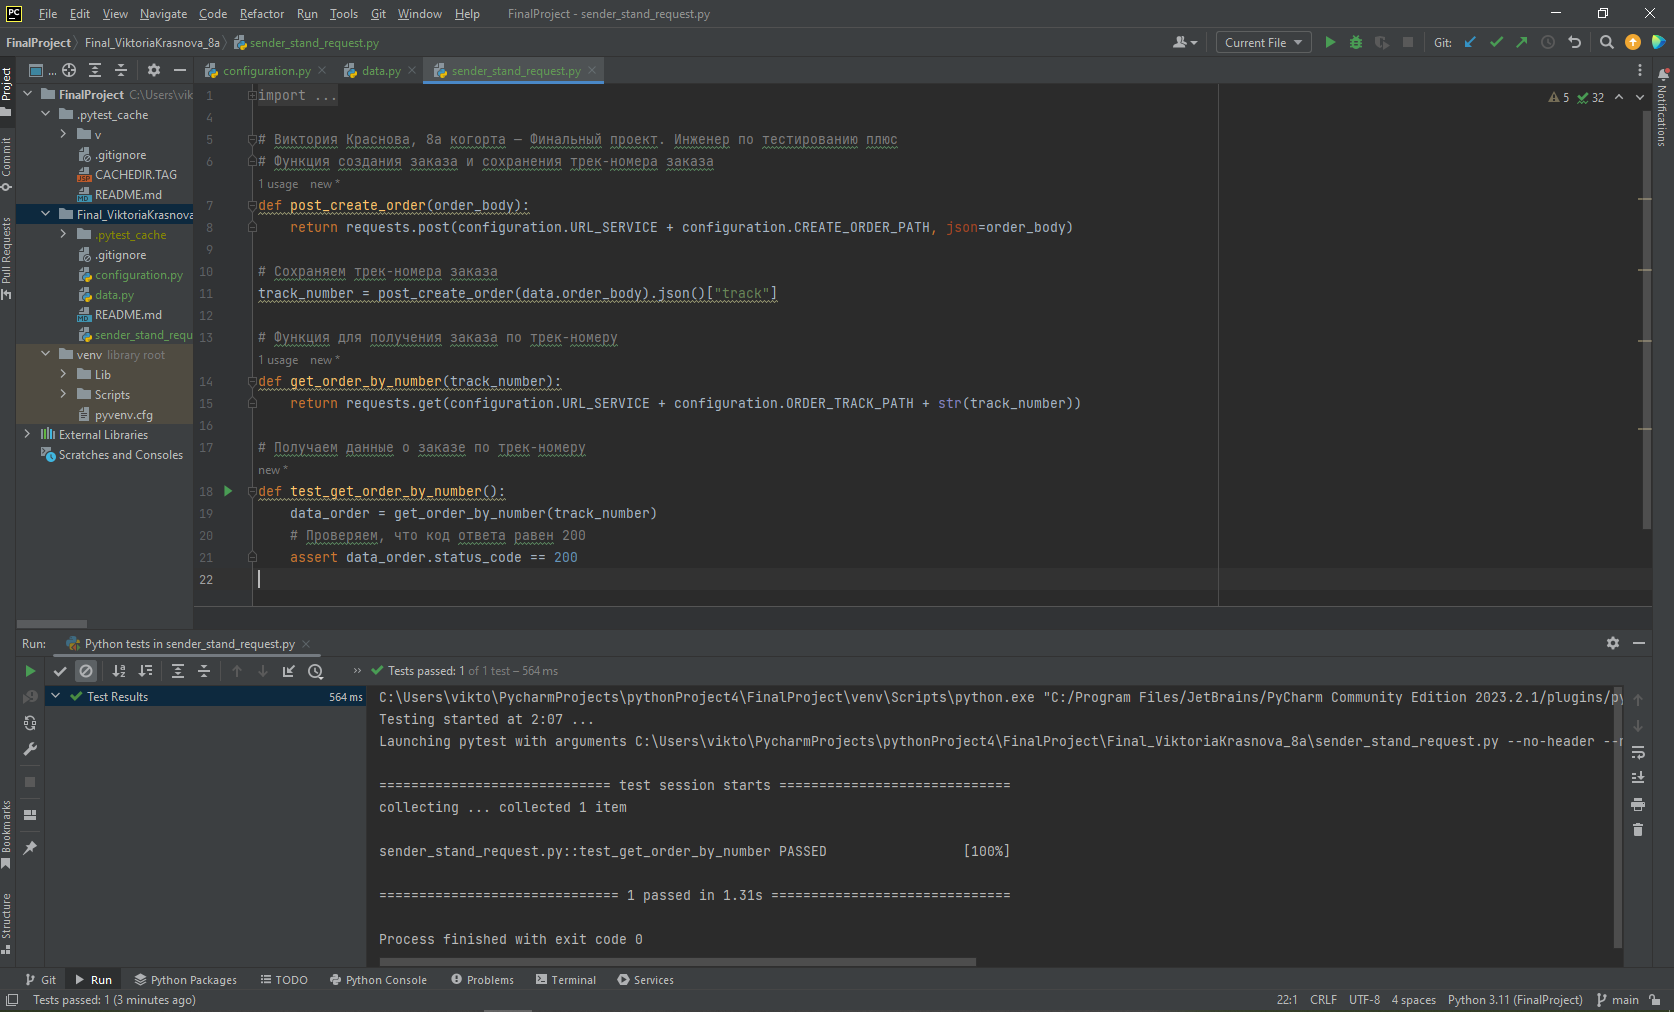 PC File Edit View Navigate Code Refactor Run Tools Git Window Help FinalProject - sender_stand_request.py
FinalProject Final_ViktoriaKrasnova_8a sender_stand_request.py Current File Git:
Project
Commit
Pull Requests
Bookmarks
Structure
Notifications
...
FinalProject C:\Users\vik
.pytest_cache
v
.gitignore
CACHEDIR.TAG
README.md
Final_ViktoriaKrasnova
.pytest_cache
.gitignore
configuration.py
data.py
README.md
sender_stand_requ
venv library root
Lib
Scripts
pyvenv.cfg
External Libraries
Scratches and Consoles
configuration.py data.py sender_stand_request.py
5 32
1 import ...
4
5 # Виктория Краснова, 8а когорта — Финальный проект. Инженер по тестированию плюс
6 # Функция создания заказа и сохранения трек-номера заказа
1 usage new *
7 def post_create_order(order_body):
8 return requests.post(configuration.URL_SERVICE + configuration.CREATE_ORDER_PATH, json=order_body)
9
10 # Сохраняем трек-номера заказа
11 track_number = post_create_order(data.order_body).json()["track"]
12
13 # Функция для получения заказа по трек-номеру
1 usage new *
14 def get_order_by_number(track_number):
15 return requests.get(configuration.URL_SERVICE + configuration.ORDER_TRACK_PATH + str(track_number))
16
17 # Получаем данные о заказе по трек-номеру
new *
18 def test_get_order_by_number():
19 data_order = get_order_by_number(track_number)
20 # Проверяем, что код ответа равен 200
21 assert data_order.status_code == 200
22
Run: Python tests in sender_stand_request.py
Tests passed: 1 of 1 test – 564 ms
Test Results 564 ms
C:\Users\vikto\PycharmProjects\pythonProject4\FinalProject\venv\Scripts\python.exe "C:/Program Files/JetBrains/PyCharm Community Edition 2023.2.1/plugins/py
Testing started at 2:07 ...
Launching pytest with arguments C:\Users\vikto\PycharmProjects\pythonProject4\FinalProject\Final_ViktoriaKrasnova_8a\sender_stand_request.py --no-header --n
============================= test session starts =============================
collecting ... collected 1 item
sender_stand_request.py::test_get_order_by_number PASSED [100%]
============================== 1 passed in 1.31s ==============================
Process finished with exit code 0
Git Run Python Packages TODO Python Console Problems Terminal Services
Tests passed: 1 (3 minutes ago) 22:1 CRLF UTF-8 4 spaces Python 3.11 (FinalProject) main